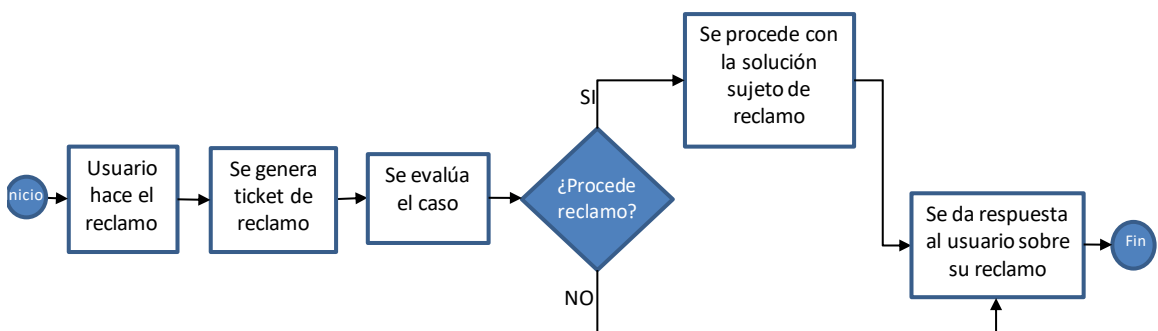 nicio
Usuario
hace el
reclamo
Se genera
ticket de
reclamo
Se evalúa
el caso
¿Procede
reclamo?
SI
NO
Se procede con
la solución
sujeto de
reclamo
Se da respuesta
al usuario sobre
su reclamo
Fin